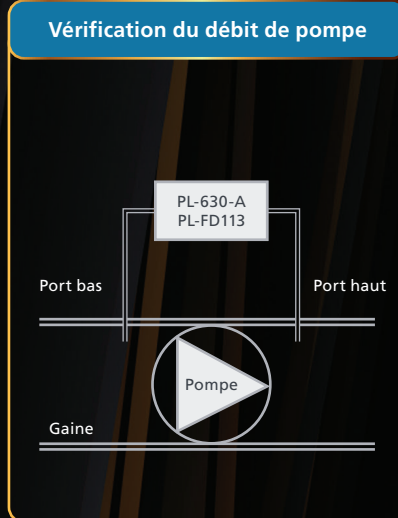 Vérification du débit de pompe
PL-630-A
PL-FD113
Port bas
Port haut
Pompe
Gaine